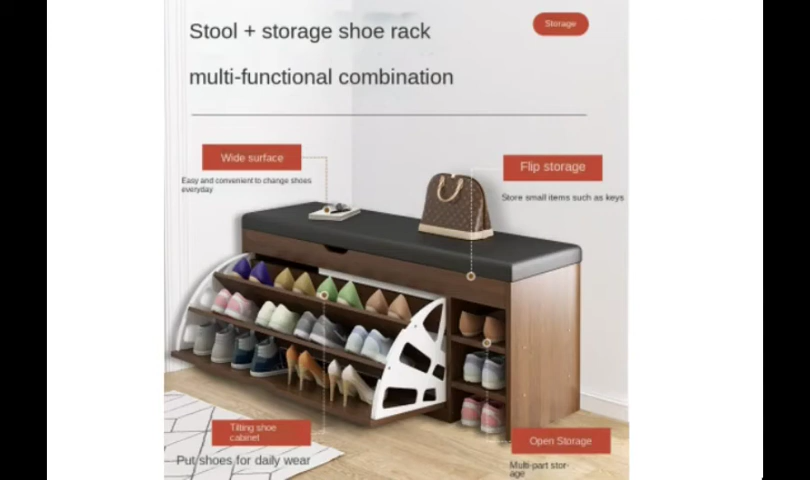 Stool + storage shoe rack
Storage
multi-functional combination
Wide surface
Easy and convenient to change shoes
everyday
Flip storage
Store small items such as keys
Tilting shoe
cabinet
Put shoes for daily wear
Open Storage
Multi-part stor-
age